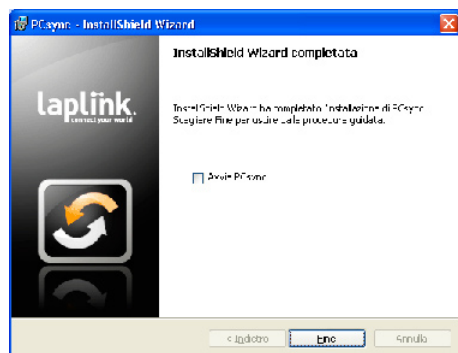 PCsync - InstallShield Wizard
InstallShield Wizard completata
laplink.
connect your world
InstallShield Wizard ha completato l'installazione di PCsync.
Scegliere Fine per uscire dalla procedura guidata.
Avvia PCsync
< Indietro
Fine
Annulla